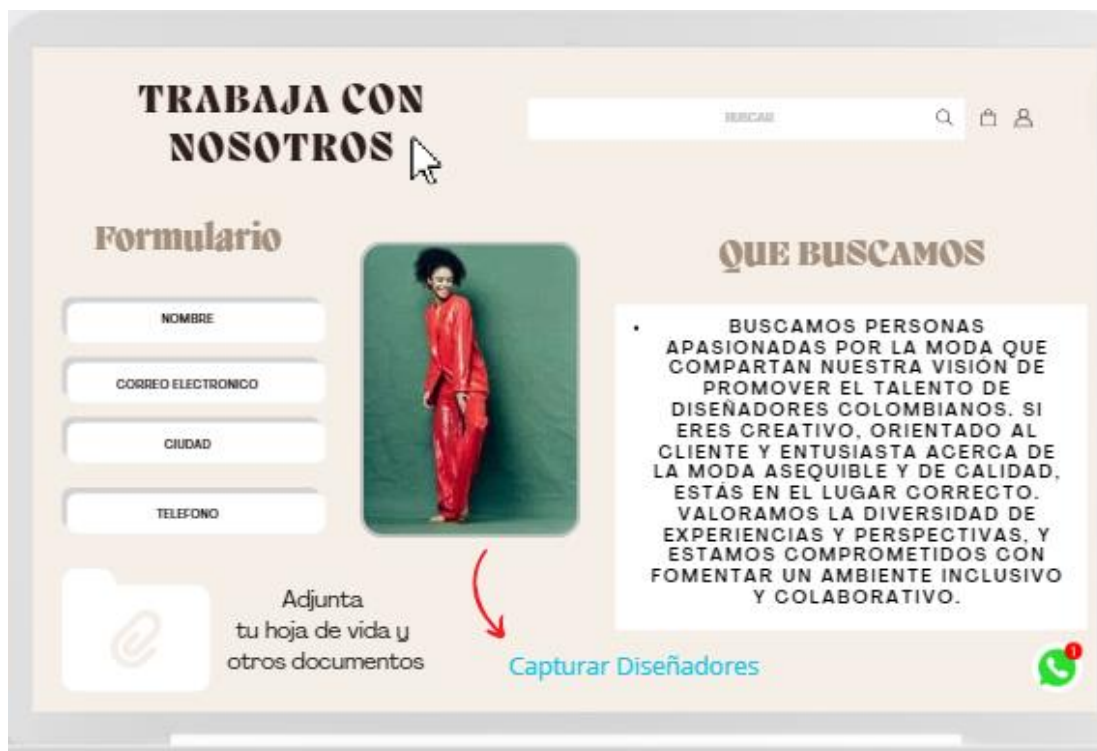 TRABAJA CON
NOSOTROS
BUSCAR
Formulario
NOMBRE
CORREO ELECTRONICO
CIUDAD
TELEFONO
Adjunta
tu hoja de vida y
otros documentos
QUE BUSCAMOS
• BUSCAMOS PERSONAS
APASIONADAS POR LA MODA QUE
COMPARTAN NUESTRA VISIÓN DE
PROMOVER EL TALENTO DE
DISEÑADORES COLOMBIANOS. SI
ERES CREATIVO, ORIENTADO AL
CLIENTE Y ENTUSIASTA ACERCA DE
LA MODA ASEQUIBLE Y DE CALIDAD,
ESTÁS EN EL LUGAR CORRECTO.
VALORAMOS LA DIVERSIDAD DE
EXPERIENCIAS Y PERSPECTIVAS, Y
ESTAMOS COMPROMETIDOS CON
FOMENTAR UN AMBIENTE INCLUSIVO
Y COLABORATIVO.
Capturar Diseñadores
1